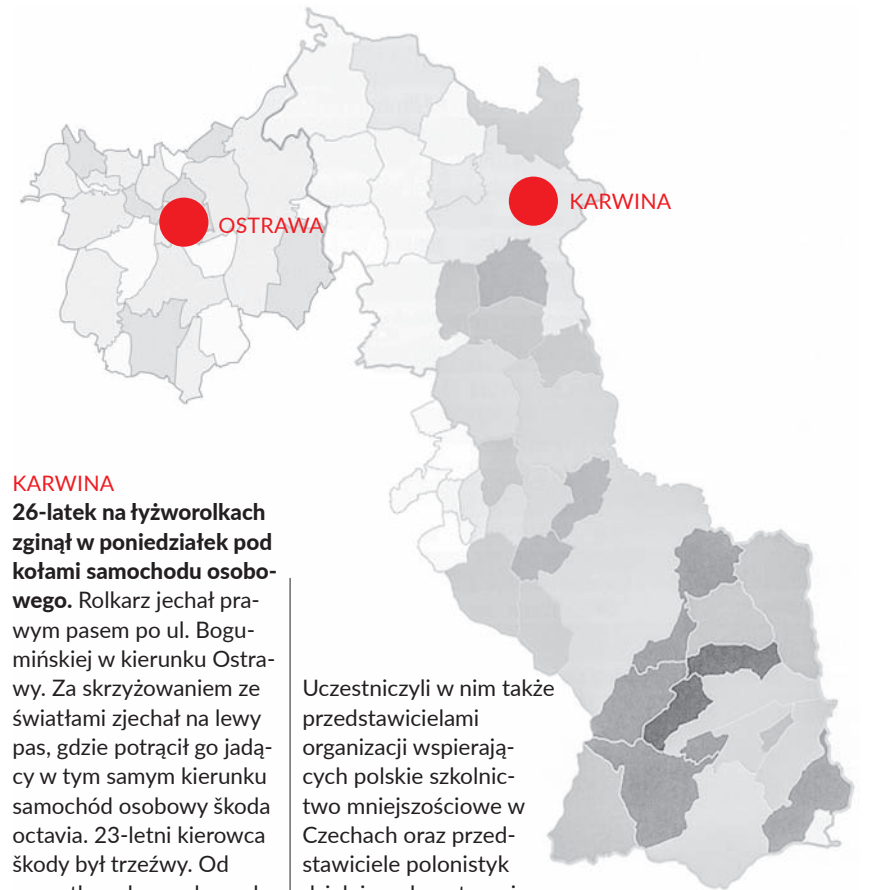 OSTRAWA
KARWINA
KARWINA
26-latek na łyżworolkach
zginął w poniedziałek pod
kołami samochodu osobo-
wego. Rolkarz jechał pra-
wym pasem po ul. Bogu-
mińskiej w kierunku Ostra-
wy. Za skrzyżowaniem ze
światłami zjechał na lewy
pas, gdzie potrącił go jadą-
cy w tym samym kierunku
samochód osobowy škoda
octavia. 23-letni kierowca
škody był trzeźwy. Od
Uczestniczyli w nim także
przedstawicielami
organizacji wspierają-
cych polskie szkolnic-
two mniejszościowe w
Czechach oraz przed-
stawiciele polonistyk